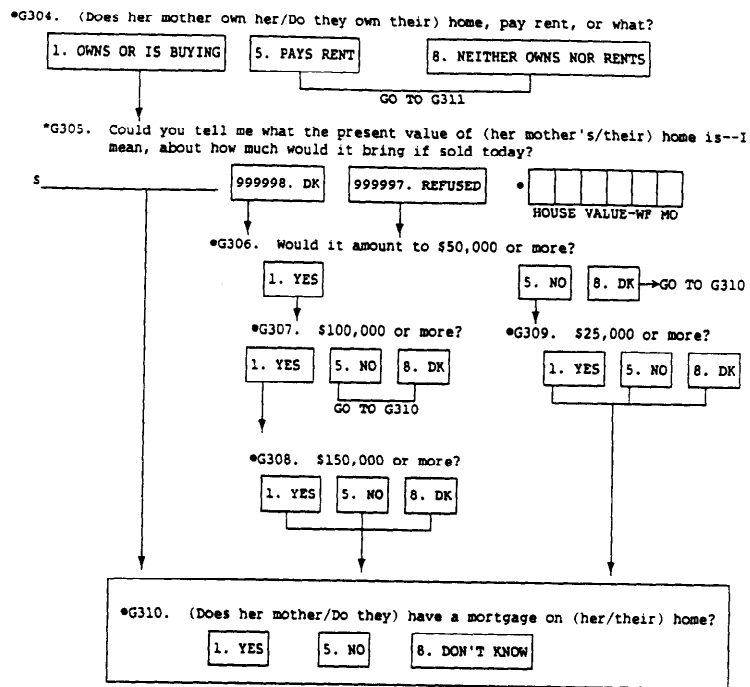 •G304. (Does her mother own her/Do they own their) home, pay rent, or what?
1. OWNS OR IS BUYING 5. PAYS RENT 8. NEITHER OWNS NOR RENTS
GO TO G311
*G305. Could you tell me what the present value of (her mother's/their) home is--I
mean, about how much would it bring if sold today?
$ 999998. DK 999997. REFUSED •
HOUSE VALUE-WF MO
•G306. Would it amount to $50,000 or more?
1. YES 5. NO 8. DK GO TO G310
•G307. $100,000 or more? •G309. $25,000 or more?
1. YES 5. NO 8. DK 1. YES 5. NO 8. DK
GO TO G310
•G308. $150,000 or more?
1. YES 5. NO 8. DK
•G310. (Does her mother/Do they) have a mortgage on (her/their) home?
1. YES 5. NO 8. DON'T KNOW